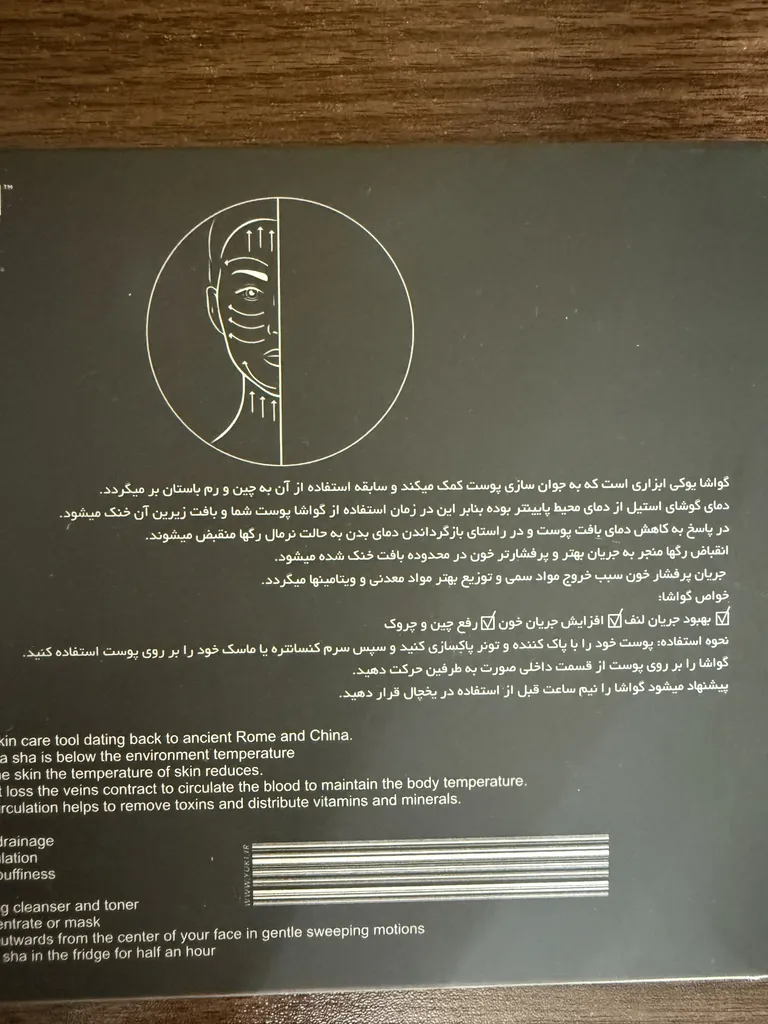 ™
گواشا یوکی ابزاری است که به جوان سازی پوست کمک میکند و سابقه استفاده از آن به چین و رم باستان بر میگردد.
دمای گوشای استیل از دمای محیط پایینتر بوده بنابر این در زمان استفاده از گواشا پوست شما و بافت زیرین آن خنک میشود.
در پاسخ به کاهش دمای بافت پوست و در راستای بازگرداندن دمای بدن به حالت نرمال رگها منقبض میشوند.
انقباض رگها منجر به جریان بهتر و پرفشارتر خون در محدوده بافت خنک شده میشود.
جریان پرفشار خون سبب خروج مواد سمی و توزیع بهتر مواد معدنی و ویتامینها میگردد.
خواص گواشا:
☑ بهبود جریان لنف ☑ افزایش جریان خون ☑ رفع چین و چروک
نحوه استفاده: پوست خود را با پاک کننده و تونر پاکسازی کنید و سپس سرم کنسانتره یا ماسک خود را بر روی پوست استفاده کنید.
گواشا را بر روی پوست از قسمت داخلی صورت به طرفین حرکت دهید.
پیشنهاد میشود گواشا را نیم ساعت قبل از استفاده در یخچال قرار دهید.
kin care tool dating back to ancient Rome and China.
a sha is below the environment temperature
e skin the temperature of skin reduces.
t loss the veins contract to circulate the blood to maintain the body temperature.
rculation helps to remove toxins and distribute vitamins and minerals.
drainage
lation
puffiness
g cleanser and toner
entrate or mask
utwards from the center of your face in gentle sweeping motions
sha in the fridge for half an hour
WWW.YUKI.IR